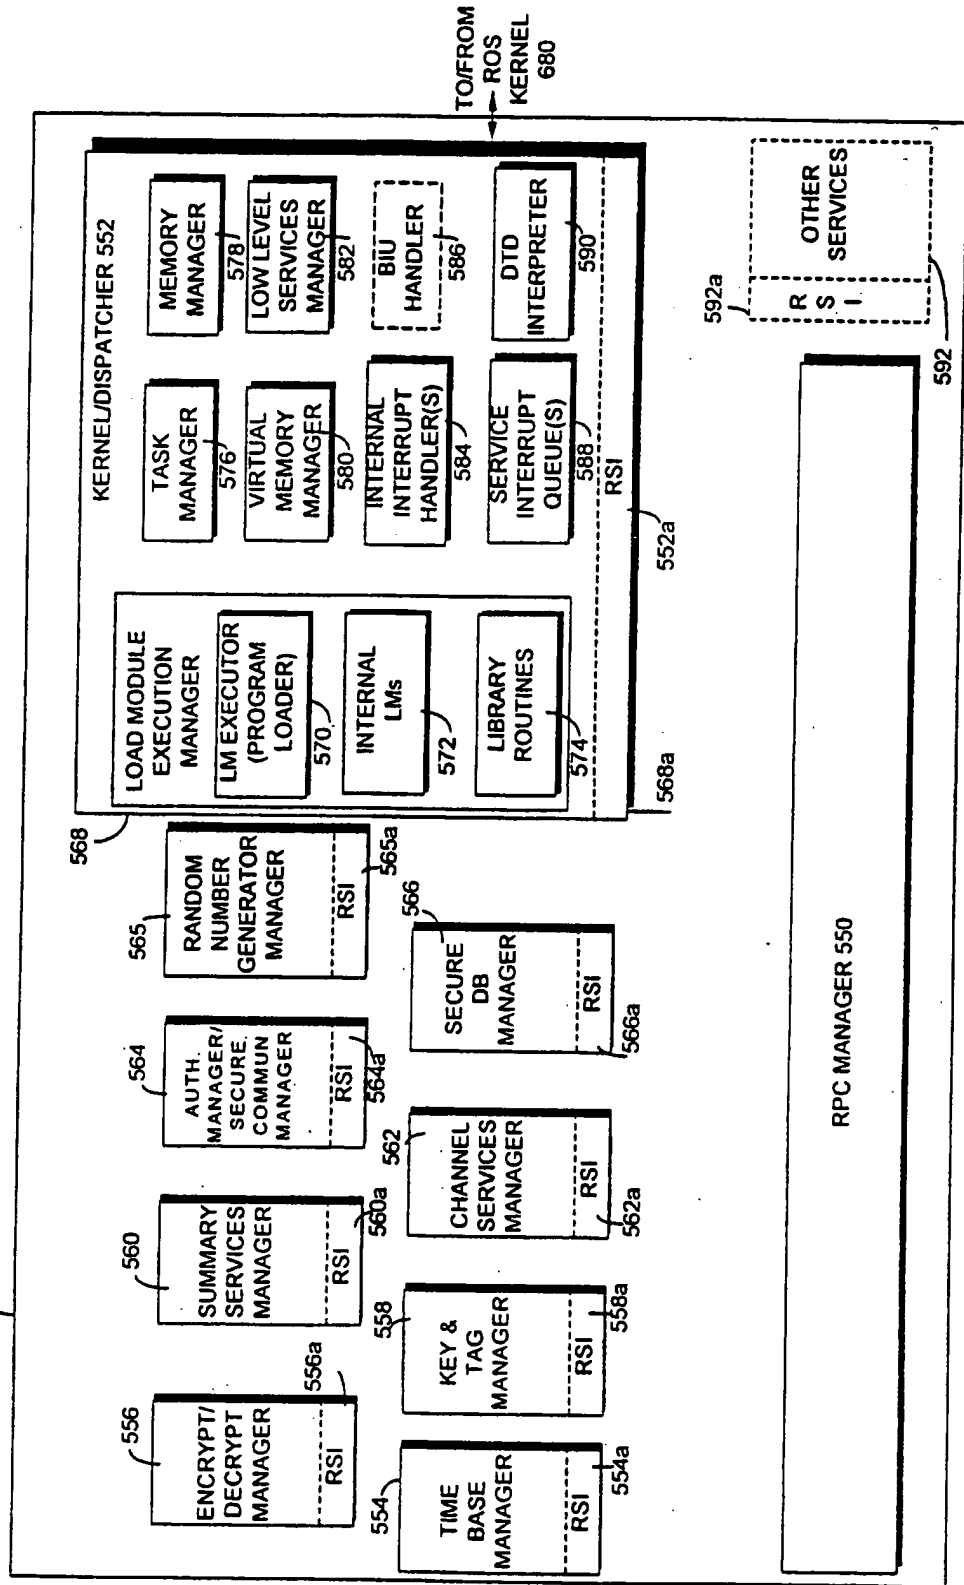 KERNEL/DISPATCHER 552
LOAD MODULE
EXECUTION
MANAGER
568
LM EXECUTOR
(PROGRAM
LOADER)
570
INTERNAL
LMs
572
LIBRARY
ROUTINES
574
568a
TASK
MANAGER
576
MEMORY
MANAGER
578
VIRTUAL
MEMORY
MANAGER
580
LOW LEVEL
SERVICES
MANAGER
582
INTERNAL
INTERRUPT
HANDLER(S)
584
BIU
HANDLER
586
SERVICE
INTERRUPT
QUEUE(S)
588
DTD
INTERPRETER
590
RSI
552a
TO/FROM
ROS
KERNEL
680
556
ENCRYPT/
DECRYPT
MANAGER
RSI
556a
560
SUMMARY
SERVICES
MANAGER
RSI
560a
564
AUTH.
MANAGER/
SECURE.
COMMUN
MANAGER
RSI
564a
565
RANDOM
NUMBER
GENERATOR
MANAGER
RSI
565a
554
TIME
BASE
MANAGER
RSI
554a
558
KEY &
TAG
MANAGER
RSI
558a
562
CHANNEL
SERVICES
MANAGER
RSI
562a
566
SECURE
DB
MANAGER
RSI
566a
592a
R
S
I
OTHER
SERVICES
592
RPC MANAGER 550